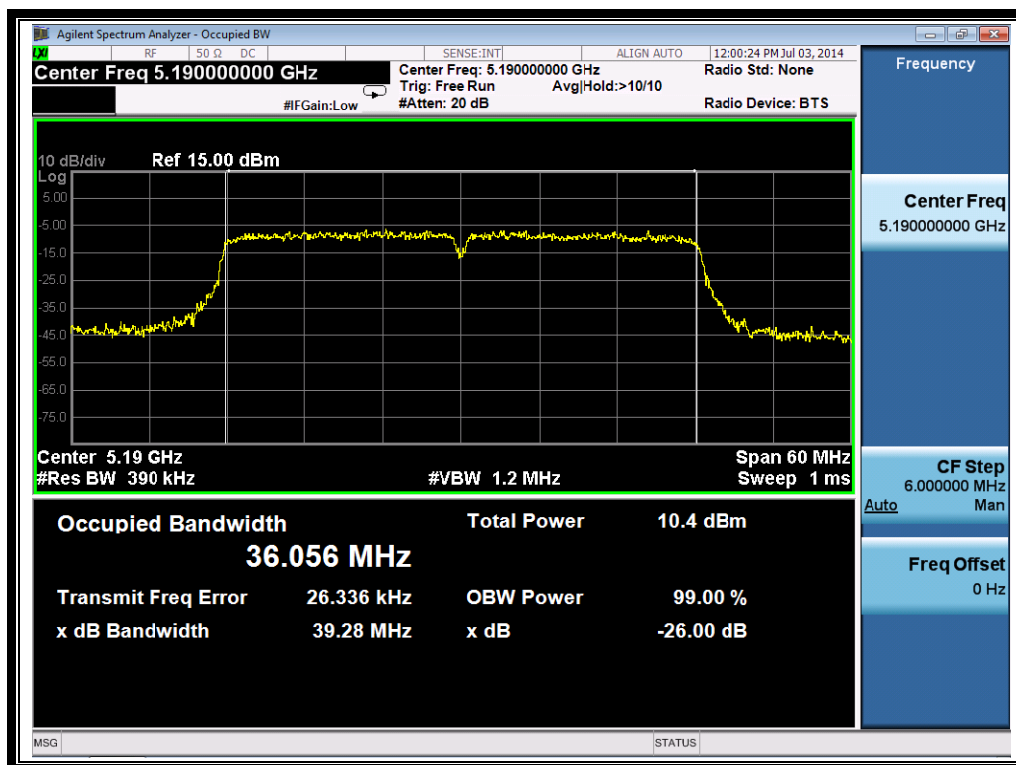 Agilent Spectrum Analyzer - Occupied BW
LXI RF 50 Ω DC SENSE:INT ALIGN AUTO 12:00:24 PM Jul 03, 2014
Center Freq 5.190000000 GHz
Center Freq: 5.190000000 GHz
Radio Std: None
Trig: Free Run Avg|Hold:>10/10
#IFGain:Low #Atten: 20 dB Radio Device: BTS
10 dB/div Ref 15.00 dBm
Log
5.00
-5.00
-15.0
-25.0
-35.0
-45.0
-55.0
-65.0
-75.0
Center 5.19 GHz Span 60 MHz
#Res BW 390 kHz #VBW 1.2 MHz Sweep 1 ms
Occupied Bandwidth Total Power 10.4 dBm
36.056 MHz
Transmit Freq Error 26.336 kHz OBW Power 99.00 %
x dB Bandwidth 39.28 MHz x dB -26.00 dB
Frequency
Center Freq
5.190000000 GHz
CF Step
6.000000 MHz
Auto Man
Freq Offset
0 Hz
MSG STATUS